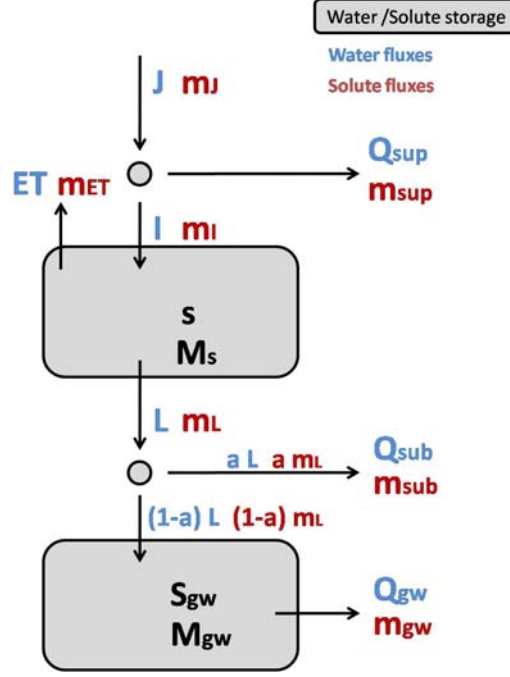 Water /Solute storage
Water fluxes
Solute fluxes
J mJ
Qsup
msup
ET mET
I mI
s
Ms
L mL
a L a mL
Qsub
msub
(1-a) L (1-a) mL
Sgw
Mgw
Qgw
mgw